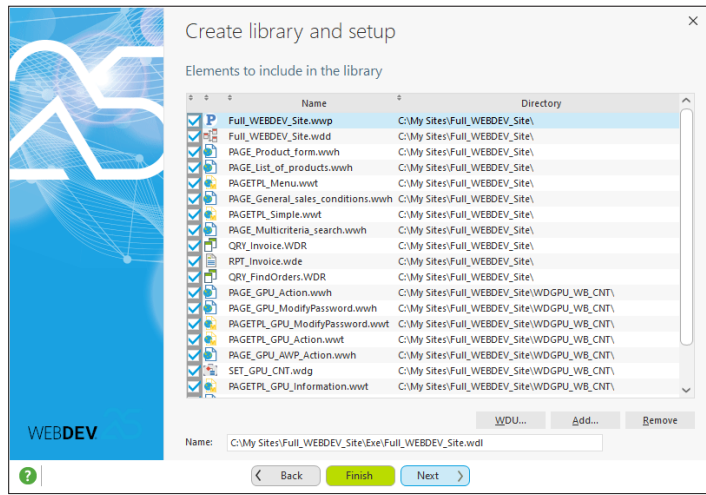 Create library and setup
Elements to include in the library
Name Directory
Full_WEBDEV_Site.wwp C:\My Sites\Full_WEBDEV_Site\
Full_WEBDEV_Site.wdd C:\My Sites\Full_WEBDEV_Site\
PAGE_Product_form.wwh C:\My Sites\Full_WEBDEV_Site\
PAGE_List_of_products.wwh C:\My Sites\Full_WEBDEV_Site\
PAGETPL_Menu.wwt C:\My Sites\Full_WEBDEV_Site\
PAGE_General_sales_conditions.wwh C:\My Sites\Full_WEBDEV_Site\
PAGETPL_Simple.wwt C:\My Sites\Full_WEBDEV_Site\
PAGE_Multicriteria_search.wwh C:\My Sites\Full_WEBDEV_Site\
QRY_Invoice.WDR C:\My Sites\Full_WEBDEV_Site\
RPT_Invoice.wde C:\My Sites\Full_WEBDEV_Site\
QRY_FindOrders.WDR C:\My Sites\Full_WEBDEV_Site\
PAGE_GPU_Action.wwh C:\My Sites\Full_WEBDEV_Site\WDGPU_WB_CNT\
PAGE_GPU_ModifyPassword.wwh C:\My Sites\Full_WEBDEV_Site\WDGPU_WB_CNT\
PAGETPL_GPU_ModifyPassword.wwt C:\My Sites\Full_WEBDEV_Site\WDGPU_WB_CNT\
PAGETPL_GPU_Action.wwt C:\My Sites\Full_WEBDEV_Site\WDGPU_WB_CNT\
PAGE_GPU_AWP_Action.wwh C:\My Sites\Full_WEBDEV_Site\WDGPU_WB_CNT\
SET_GPU_CNT.wdg C:\My Sites\Full_WEBDEV_Site\WDGPU_WB_CNT\
PAGETPL_GPU_Information.wwt C:\My Sites\Full_WEBDEV_Site\WDGPU_WB_CNT\
WDU... Add... Remove
WEBDEV 25
Name: C:\My Sites\Full_WEBDEV_Site\Exe\Full_WEBDEV_Site.wdl
? Back Finish Next